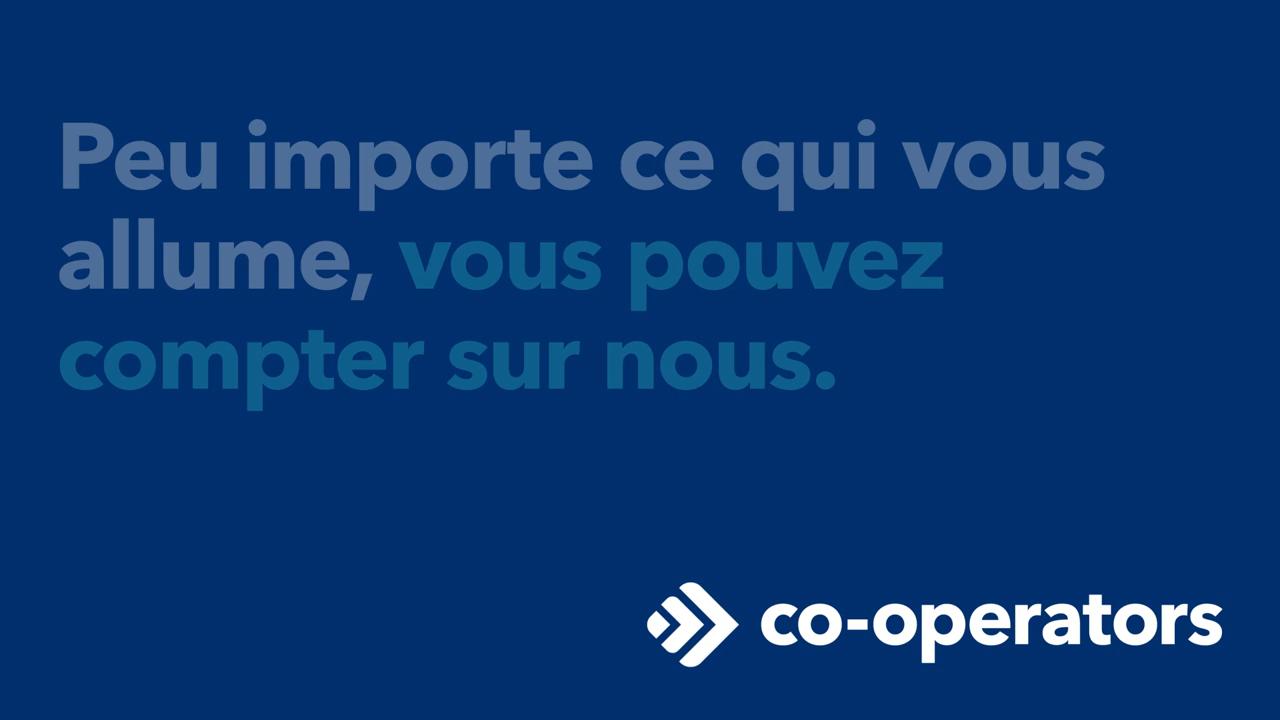 Peu importe ce qui vous
allume, vous pouvez
compter sur nous.
co-operators